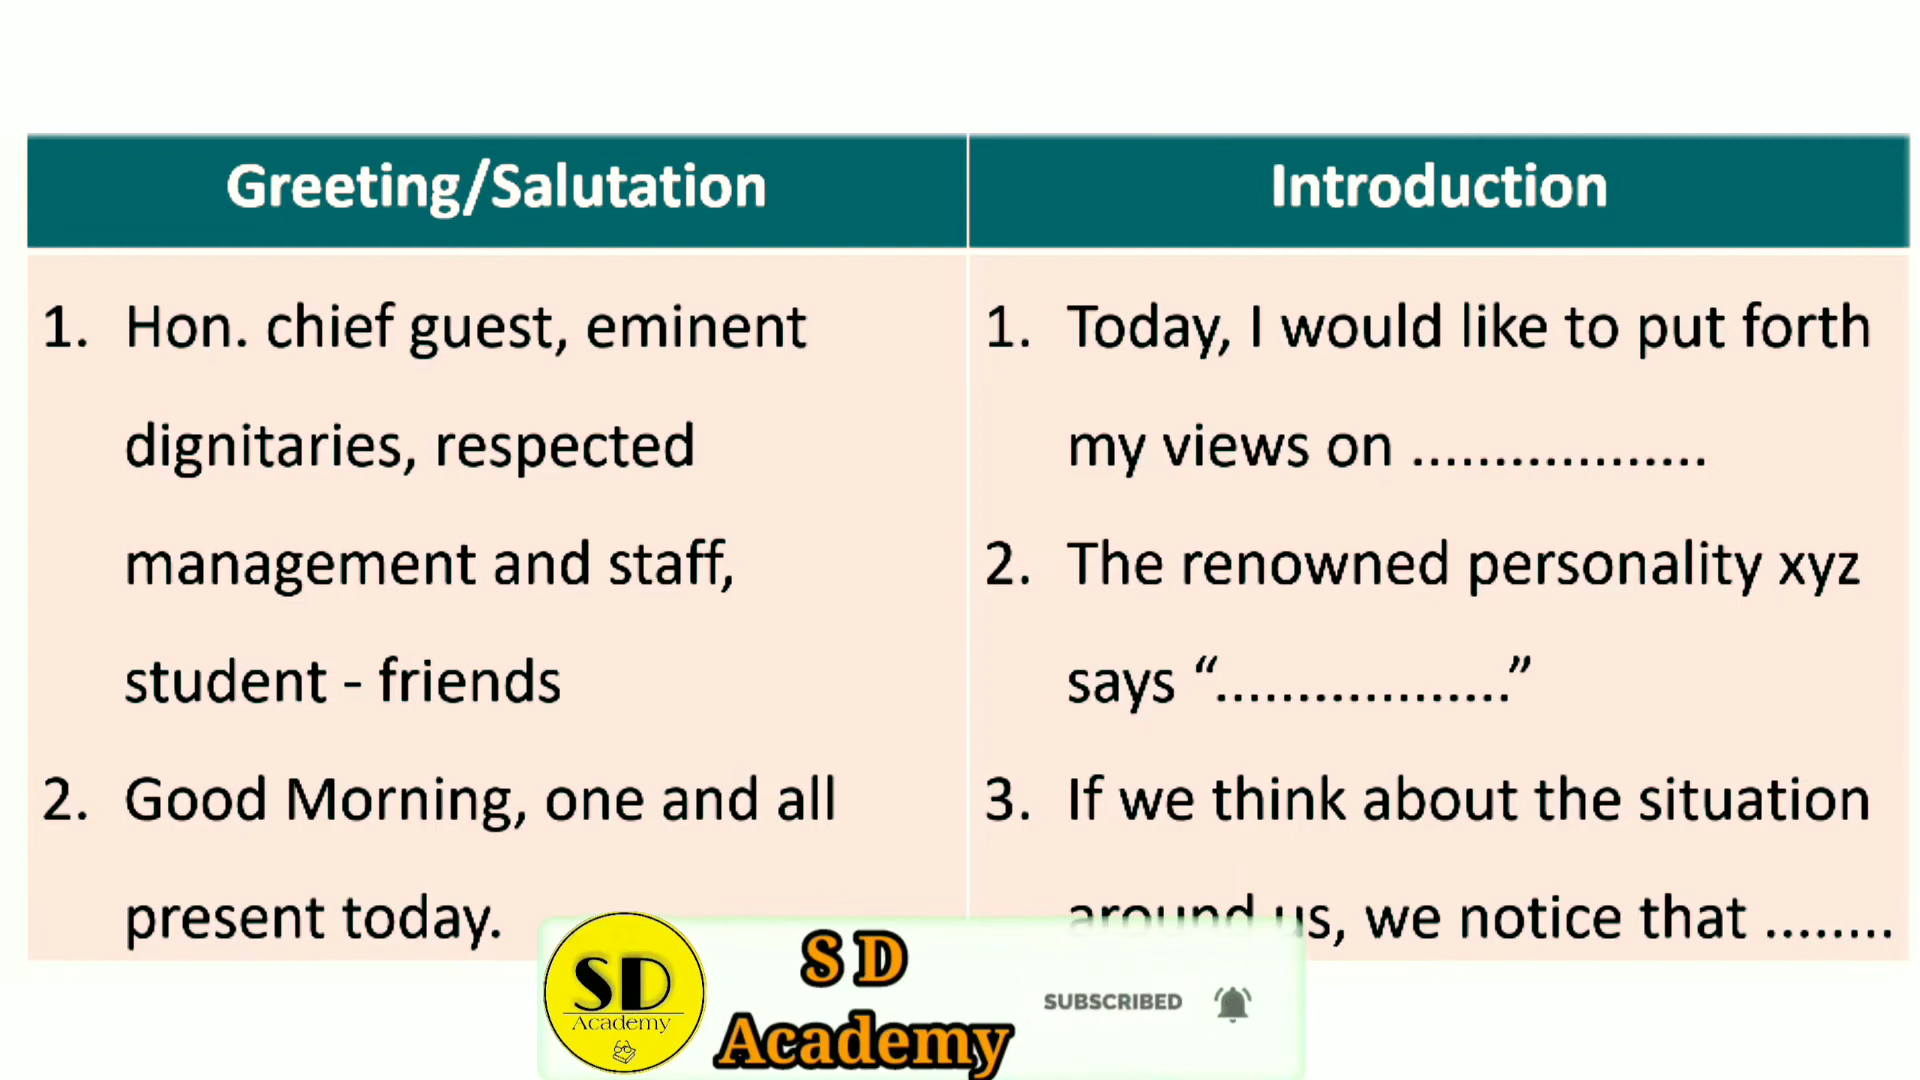 Greeting/Salutation
Introduction
1. Hon. chief guest, eminent
dignitaries, respected
management and staff,
student - friends
2. Good Morning, one and all
present today.
1. Today, I would like to put forth
my views on ..................
2. The renowned personality xyz
says “..................”
3. If we think about the situation
around us, we notice that ........
SD
Academy
S D
Academy
SUBSCRIBED